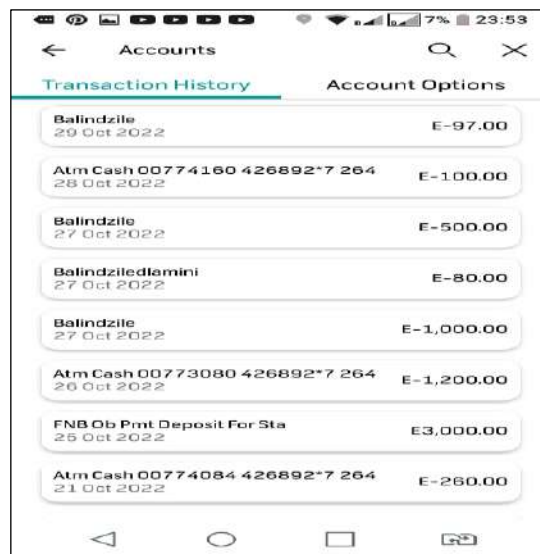 7% 23:53
Accounts
Transaction History Account Options
Balindzile
29 Oct 2022
E-97.00
Atm Cash 00774160 426892*7 264
28 Oct 2022
E-100.00
Balindzile
27 Oct 2022
E-500.00
Balindziledlamini
27 Oct 2022
E-80.00
Balindzile
27 Oct 2022
E-1,000.00
Atm Cash 00773080 426892*7 264
26 Oct 2022
E-1,200.00
FNB Ob Pmt Deposit For Sta
25 Oct 2022
E3,000.00
Atm Cash 00774084 426892*7 264
21 Oct 2022
E-260.00